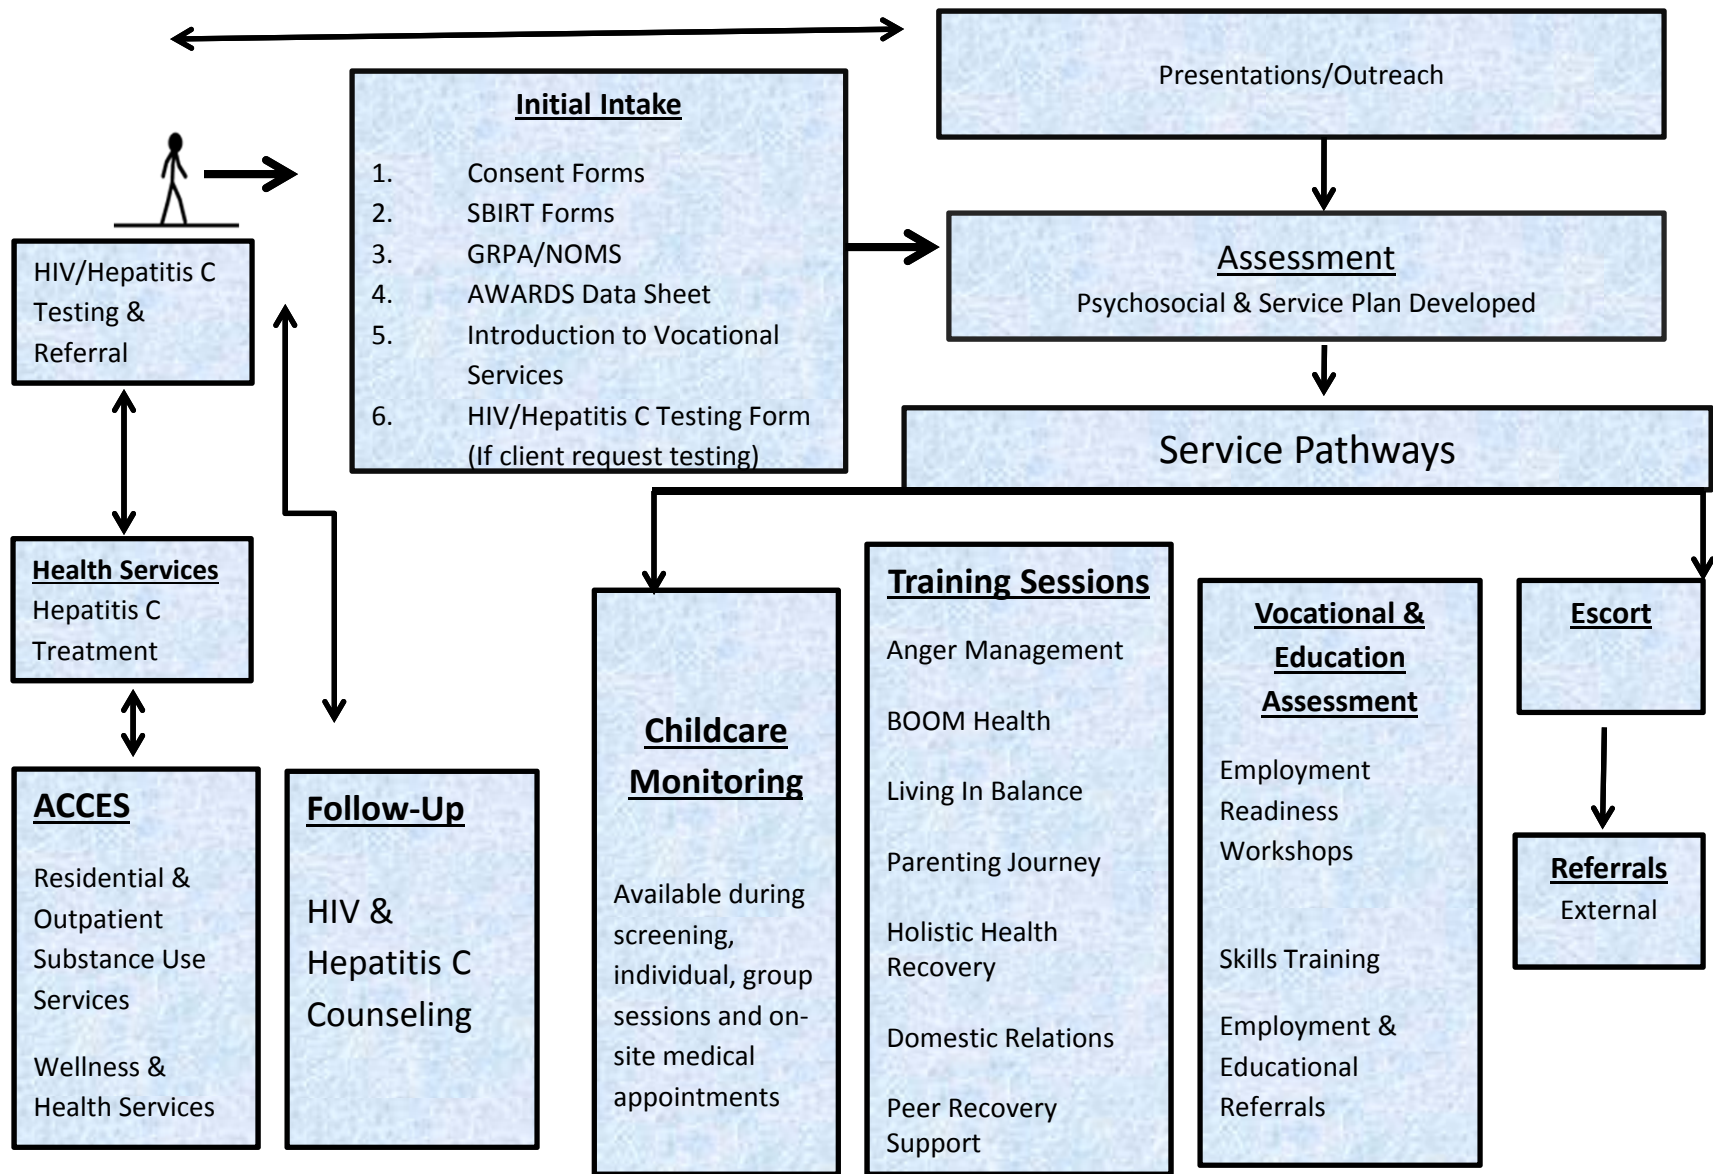 Presentations/Outreach
Initial Intake
1. Consent Forms
2. SBIRT Forms
3. GRPA/NOMS
4. AWARDS Data Sheet
5. Introduction to Vocational
Services
6. HIV/Hepatitis C Testing Form
(If client request testing)
HIV/Hepatitis C
Testing &
Referral
Assessment
Psychosocial & Service Plan Developed
Service Pathways
Health Services
Hepatitis C
Treatment
ACCES
Residential &
Outpatient
Substance Use
Services
Wellness &
Health Services
Follow-Up
HIV &
Hepatitis C
Counseling
Childcare
Monitoring
Available during
screening,
individual, group
sessions and on-
site medical
appointments
Training Sessions
Anger Management
BOOM Health
Living In Balance
Parenting Journey
Holistic Health
Recovery
Domestic Relations
Peer Recovery
Support
Vocational &
Education
Assessment
Employment
Readiness
Workshops
Skills Training
Employment &
Educational
Referrals
Escort
Referrals
External